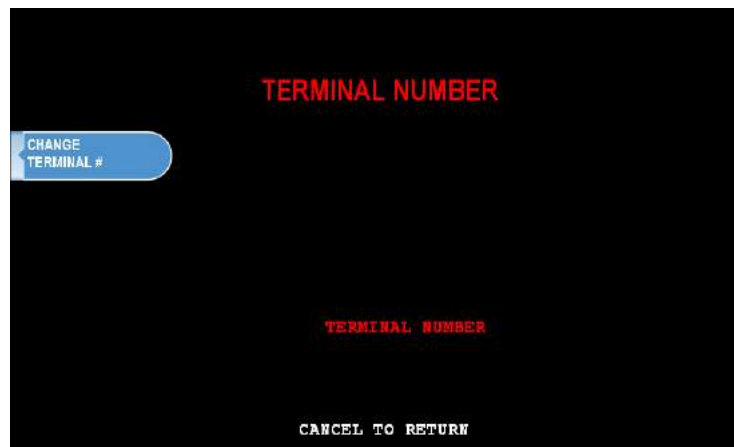 TERMINAL NUMBER
CHANGE
TERMINAL #
TERMINAL NUMBER
CANCEL TO RETURN